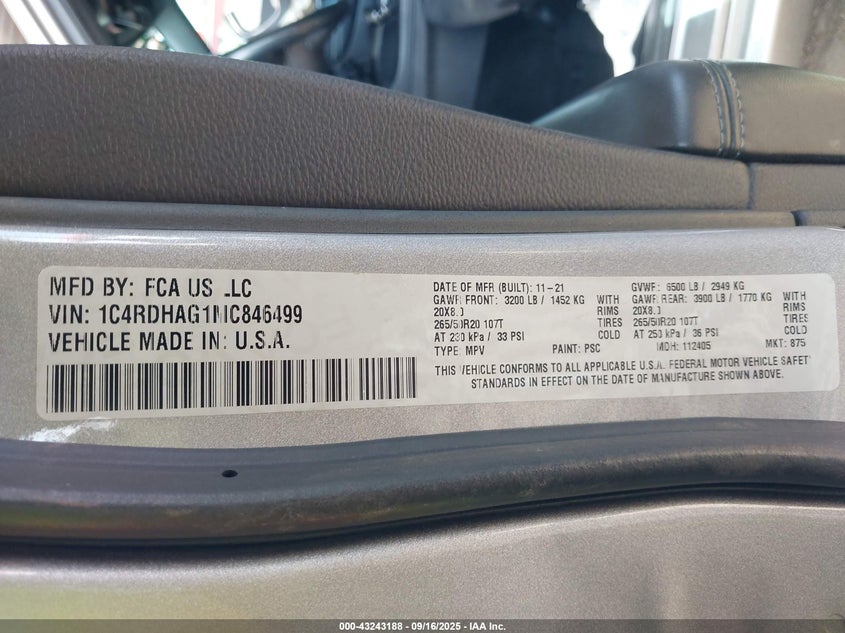 MFD BY: FCA US LLC
VIN: 1C4RDHAG1MC846499
VEHICLE MADE IN: U.S.A.
DATE OF MFR (BUILT): 11-21
GAWR FRONT: 3200 LB / 1452 KG
20X8.0 RIMS
265/50R20 107T TIRES
AT 230 kPa / 33 PSI COLD
TYPE: MPV PAINT: PSC
GVWR: 6500 LB / 2949 KG
GAWR REAR: 3900 LB / 1770 KG
20X8.0 RIMS
265/50R20 107T TIRES
AT 250 kPa / 36 PSI COLD
MDH: 112405 MKT: 875
THIS VEHICLE CONFORMS TO ALL APPLICABLE U.S.A. FEDERAL MOTOR VEHICLE SAFETY
STANDARDS IN EFFECT ON THE DATE OF MANUFACTURE SHOWN ABOVE.
000-43243188 - 09/16/2025 - IAA Inc.